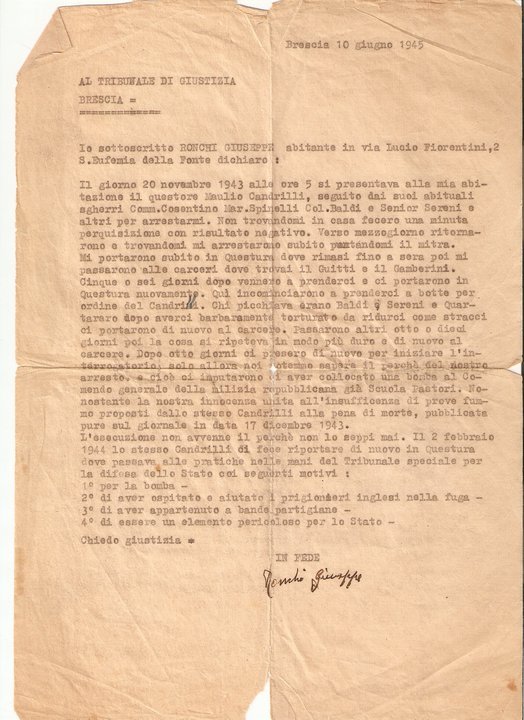 Brescia 10 giugno 1945
AL TRIBUNALE DI GIUSTIZIA
BRESCIA =
==============
Io sottoscritto RONCHI GIUSEPPE abitante in via Lucio Fiorentini,2
S.Eufemia della Fonte dichiaro :
Il giorno 20 novembre 1943 alle ore 5 si presentava alla mia abi-
tazione il questore Maulio Candrilli, seguito dai suoi abituali
sgherri Comm.Cosentino Mar.Spinelli Col.Baldi e Senior Sereni e
altri per arrestarmi. Non trovandomi in casa fecero una minuta
perquisizione con risultato negativo. Verso mezzogiorno ritorna-
rono e trovandomi mi arrestarono subito puntandomi il mitra.
Mi portarono subito in Questura dove rimasi fino a sera poi mi
passarono alle carceri dove trovai il Guitti e il Gamberini.
Cinque o sei giorni dopo vennero a prenderci e ci portarono in
Questura nuovamente. Qui incominciarono a prenderci a botte per
ordine del Candrilli. Chi picchiava erano Baldi e Sereni e Quar-
tararo dopo averci barbaramente torturato da ridurci come stracci
ci portarono di nuovo al carcere. Passarono altri otto o dieci
giorni poi la cosa si ripeteva in modo più duro e di nuovo al
carcere. Dopo otto giorni ci presero di nuovo per iniziare l'in-
terrogatorio, solo allora noi potemmo sapere il perchè del nostro
arresto, e ciòè ci imputarono di aver collocato una bomba al Co-
mendo generale della milizia repubblicana già Scuola Pastori. No-
nostante la nostra innocenza unita all'insufficenza di prove fum-
mo proposti dallo stesso Candrilli alla pena di morte, pubblicata
pure sul giornale in data 17 dicembre 1943.
L'esecuzione non avvenne il perchè non lo seppi mai. Il 2 febbraio
1944 lo stesso Candrilli ci fece riportare di nuovo in Questura
dove passava alle pratiche nelle mani del Tribunale speciale per
la difesa dello Stato coi seguenti motivi :
1° per la bomba -
2° di aver ospitato e aiutato i prigionieri inglesi nella fuga -
3° di aver appartenuto a bande partigiane -
4° di essere un elemento pericoloso per lo Stato -
Chiedo giustizia =
IN FEDE
Ronchi Giuseppe